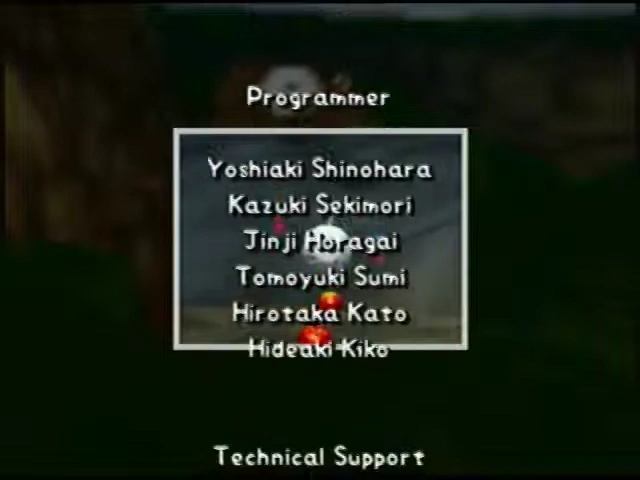 Programmer
Yoshiaki Shinohara
Kazuki Sekimori
Jinji Horagai
Tomoyuki Sumi
Hirotaka Kato
Hideaki Kiko
Technical Support